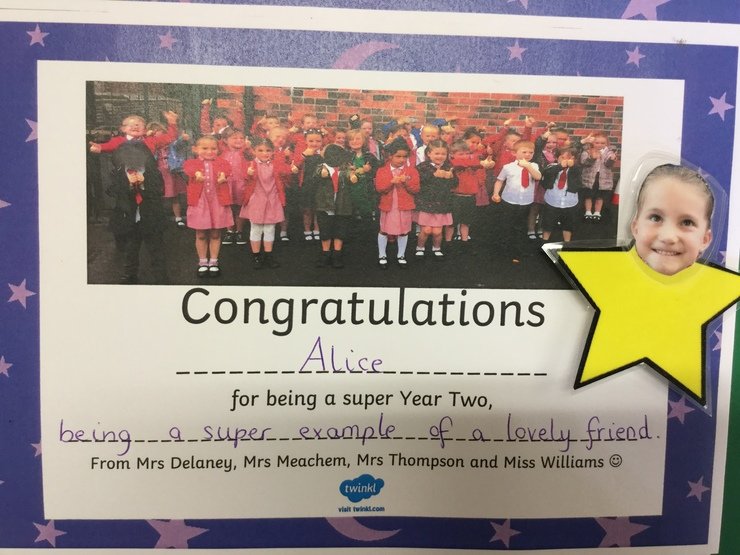 Congratulations
Alice
for being a super Year Two,
being a super example of a lovely friend.
From Mrs Delaney, Mrs Meachem, Mrs Thompson and Miss Williams ☺
twinkl
visit twinkl.com